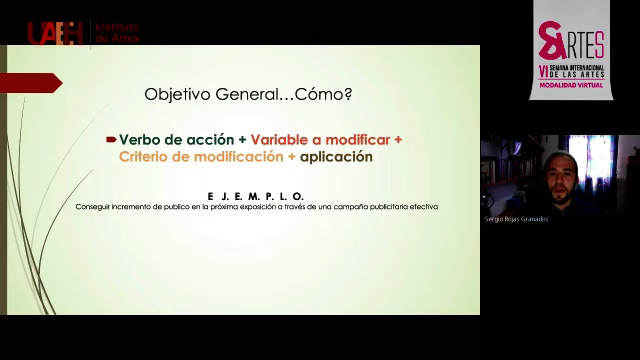 UAEH
Instituto
de Artes
SARTES
VI SEMANA INTERNACIONAL
DE LAS ARTES
MODALIDAD VIRTUAL
Objetivo General...Cómo?
Verbo de acción + Variable a modificar +
Criterio de modificación + aplicación
E J. E. M. P. L. O.
Conseguir incremento de publico en la próxima exposición a través de una campaña publicitaria efectiva
Sergio Rojas Granados